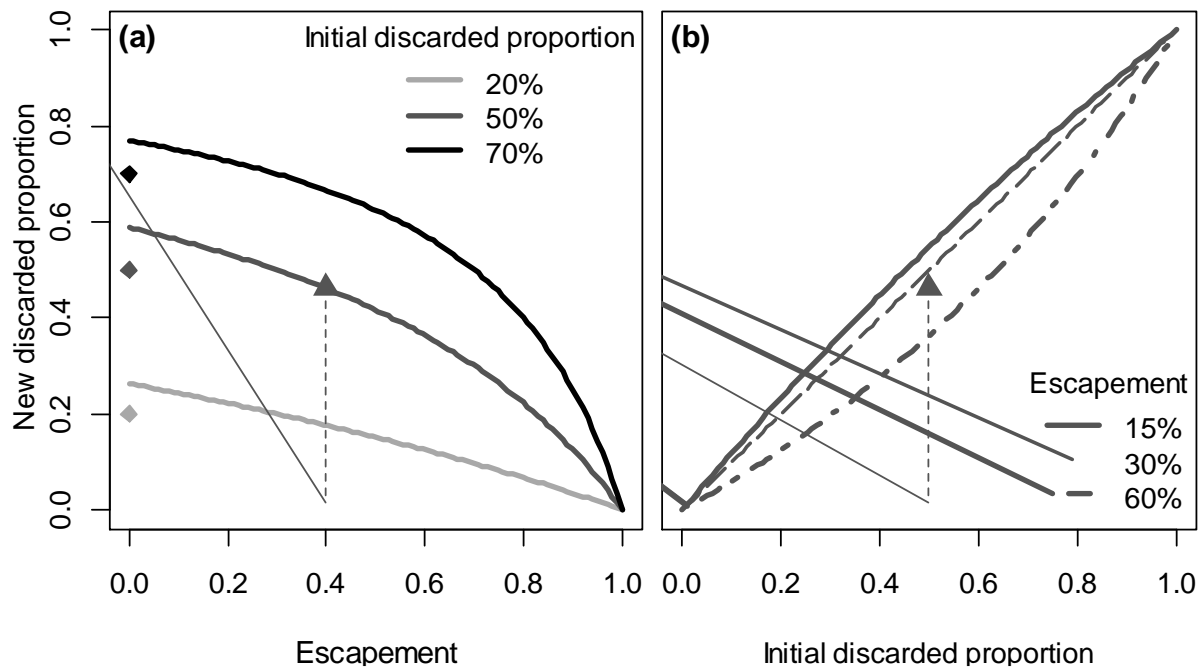 (a) Initial discarded proportion
20%
50%
70%
New discarded proportion
0.0 0.2 0.4 0.6 0.8 1.0
0.0 0.2 0.4 0.6 0.8 1.0
Escapement
(b)
Escapement
15%
30%
60%
0.0 0.2 0.4 0.6 0.8 1.0
Initial discarded proportion